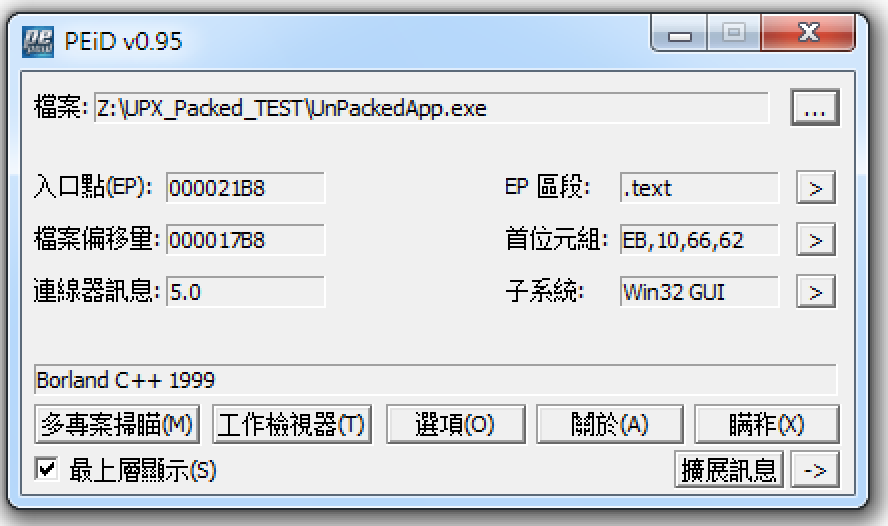 PEiD v0.95
檔案: Z:\UPX_Packed_TEST\UnPackedApp.exe ...
入口點(EP): 000021B8 EP 區段: .text >
檔案偏移量: 000017B8 首位元組: EB,10,66,62 >
連線器訊息: 5.0 子系統: Win32 GUI >
Borland C++ 1999
多專案掃瞄(M) 工作檢視器(T) 選項(O) 關於(A) 瞞秨(X)
最上層顯示(S) 擴展訊息 ->